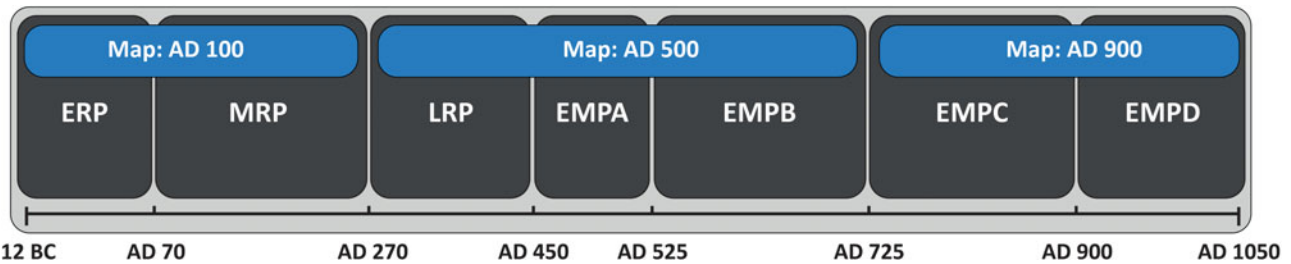 Map: AD 100 Map: AD 500 Map: AD 900
ERP MRP LRP EMPA EMPB EMPC EMPD
12 BC AD 70 AD 270 AD 450 AD 525 AD 725 AD 900 AD 1050